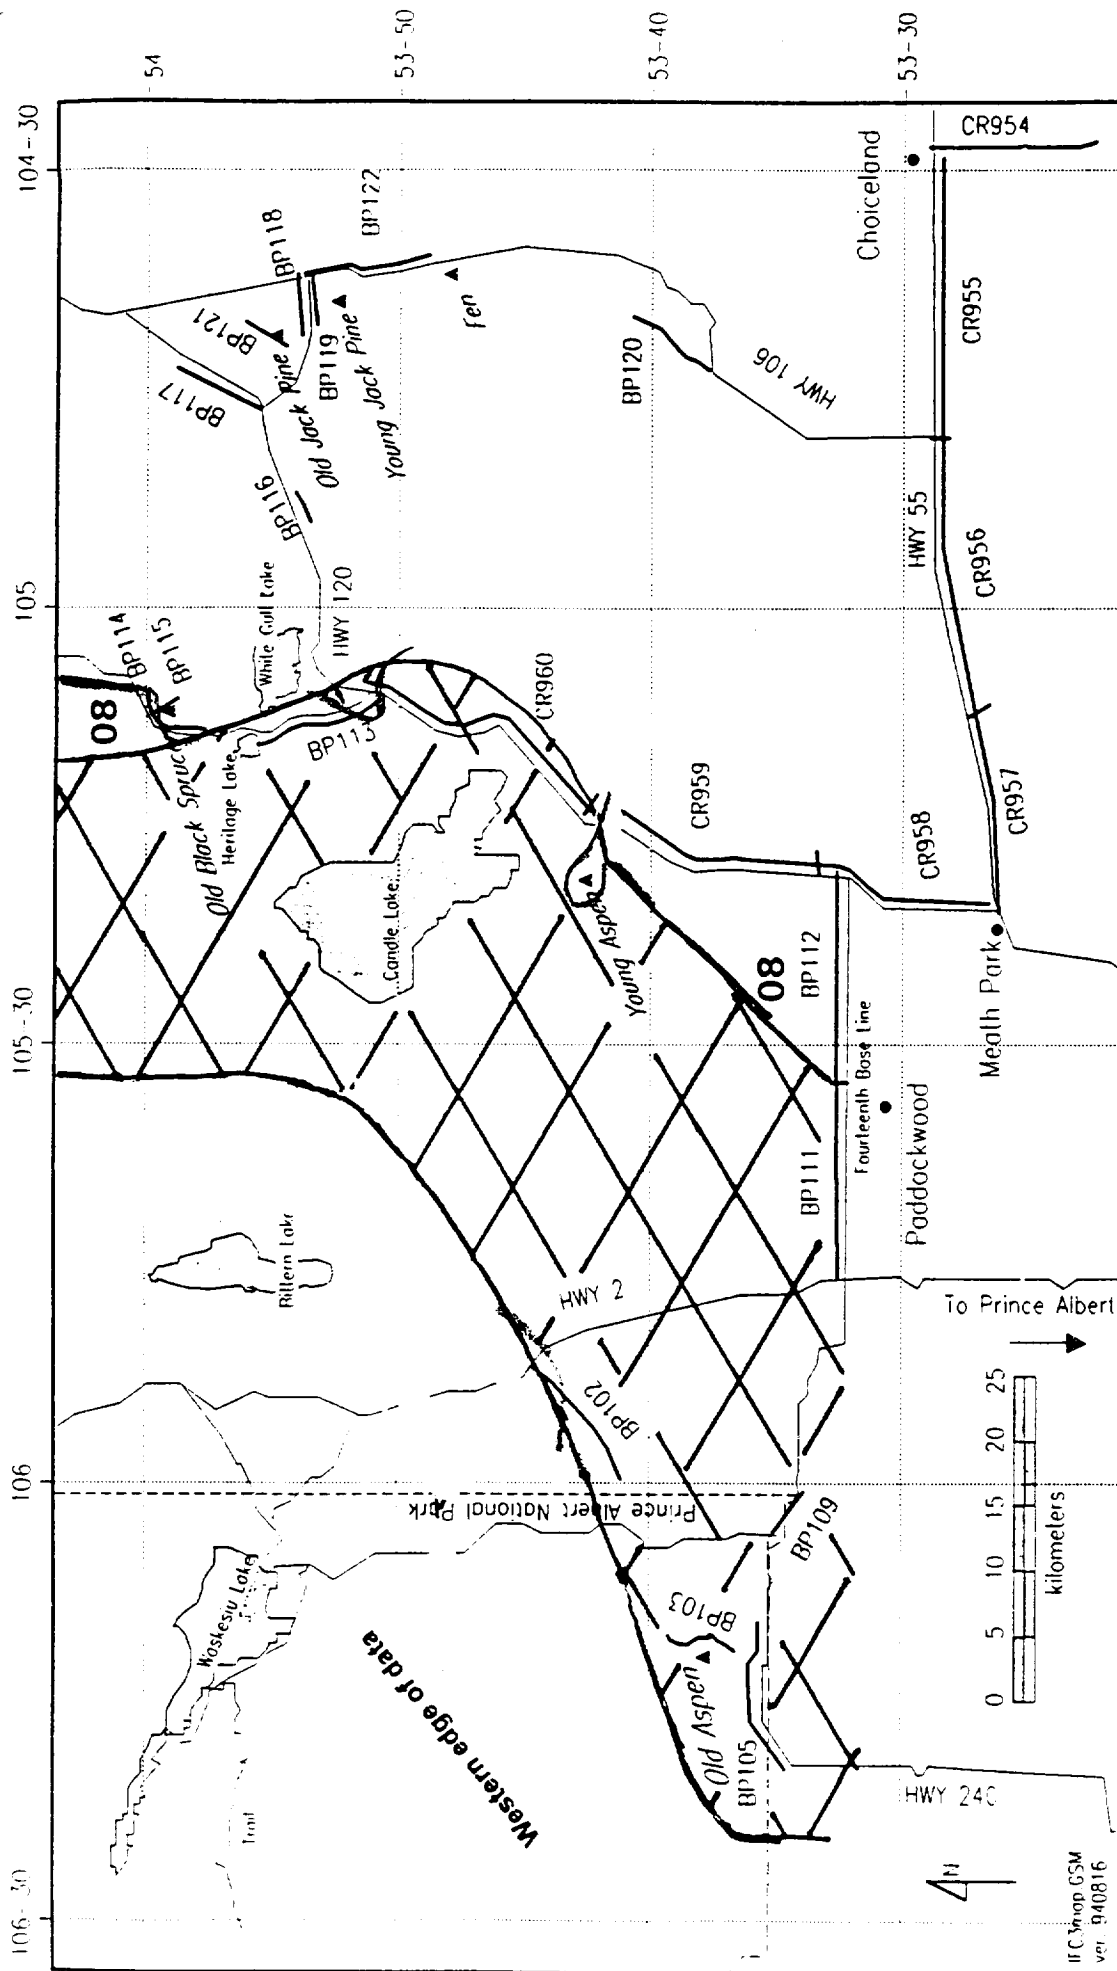 106-30
106
105-30
105
104-30
54
53-50
53-40
53-30
Waskesiu Lake
Trail
Bittern Lake
Western edge of data
Prince Albert National Park
Old Aspen
BP103
BP105
BP109
BP102
HWY 2
HWY 240
BP111
BP112
Fourteenth Base Line
Paddockwood
Meath Park
To Prince Albert
08
08
Candle Lake
Young Aspen
Old Black Spruce
Heritage Lake
BP113
BP114
BP115
White Gull Lake
HWY 120
BP116
BP117
BP121
BP118
BP119
BP122
Old Jack Pine
Young Jack Pine
Fen
BP120
HWY 106
Choiceland
CR954
CR955
HWY 55
CR956
CR957
CR958
CR959
CR960
0 5 10 15 20 25
kilometers
N
IFC3map.GSM
ver. 940816